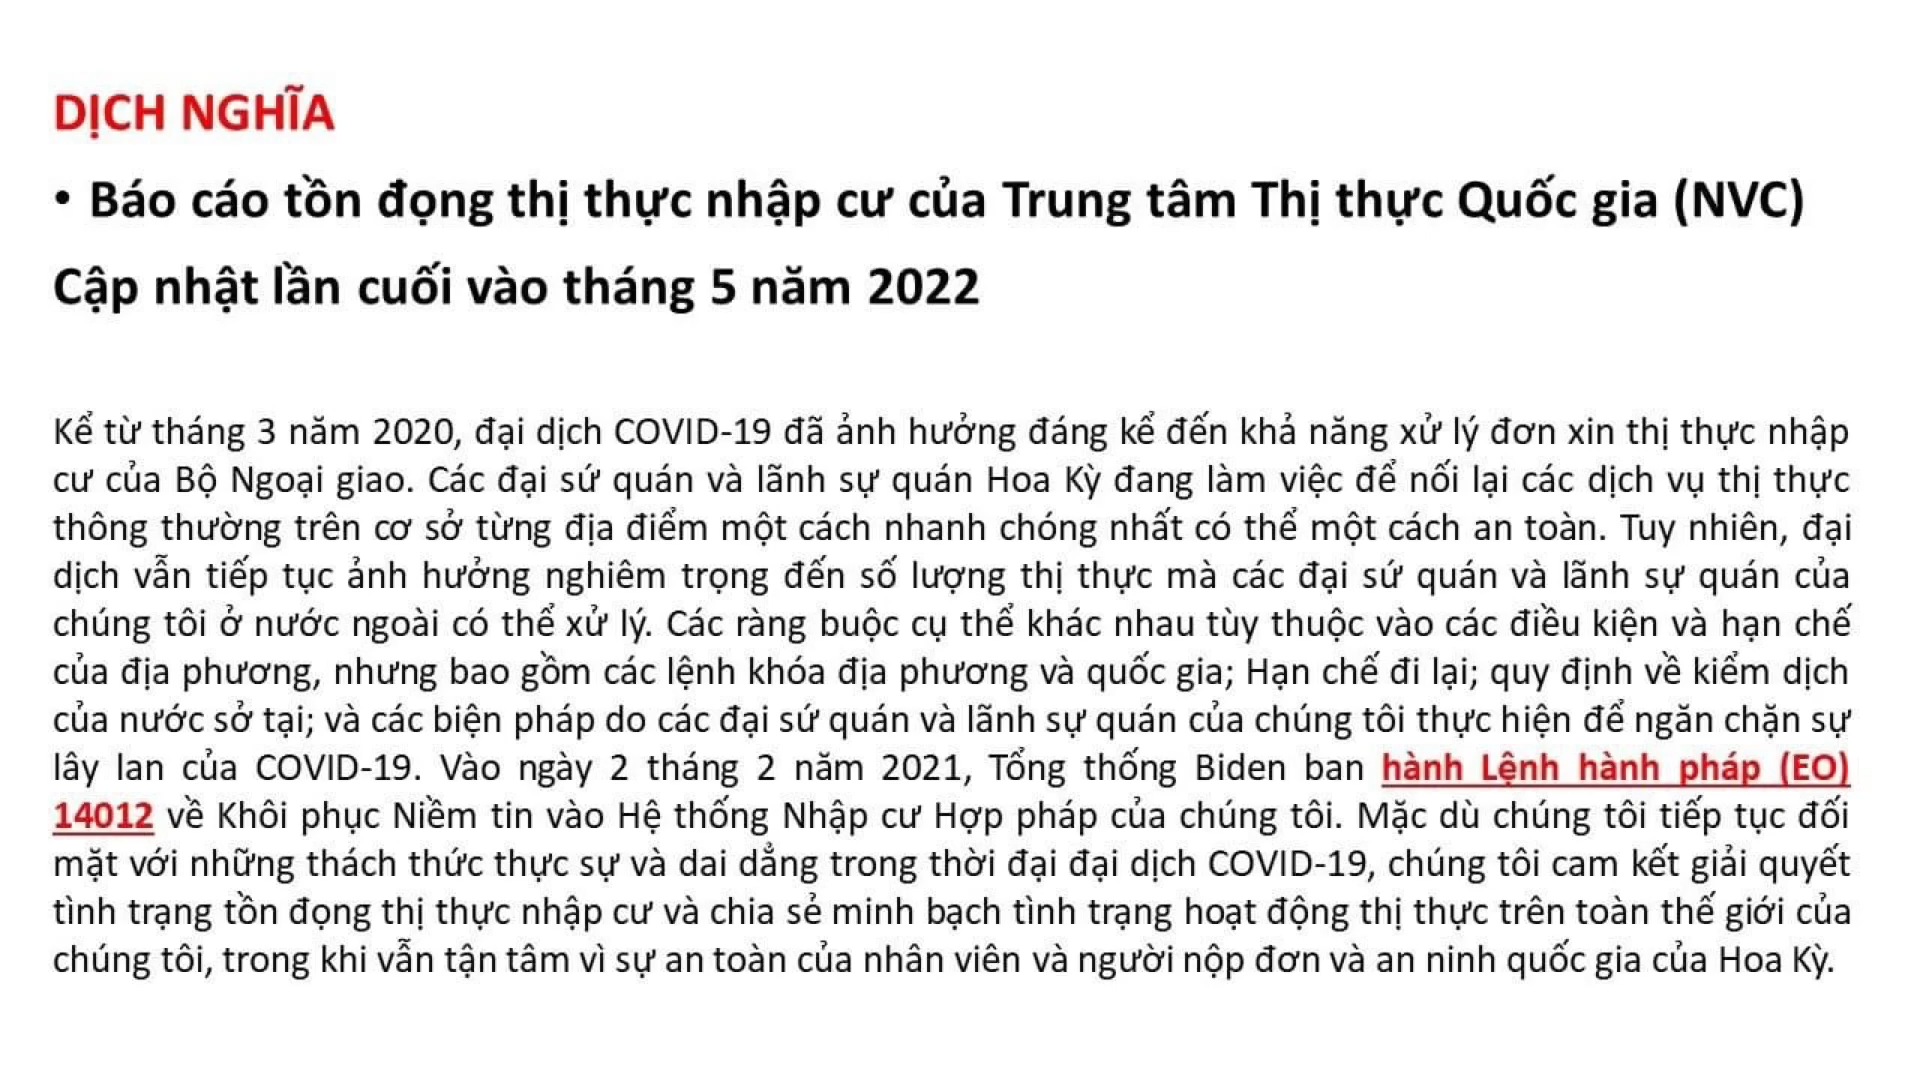 DỊCH NGHĨA
• Báo cáo tồn đọng thị thực nhập cư của Trung tâm Thị thực Quốc gia (NVC)
Cập nhật lần cuối vào tháng 5 năm 2022
Kể từ tháng 3 năm 2020, đại dịch COVID-19 đã ảnh hưởng đáng kể đến khả năng xử lý đơn xin thị thực nhập
cư của Bộ Ngoại giao. Các đại sứ quán và lãnh sự quán Hoa Kỳ đang làm việc để nối lại các dịch vụ thị thực
thông thường trên cơ sở từng địa điểm một cách nhanh chóng nhất có thể một cách an toàn. Tuy nhiên, đại
dịch vẫn tiếp tục ảnh hưởng nghiêm trọng đến số lượng thị thực mà các đại sứ quán và lãnh sự quán của
chúng tôi ở nước ngoài có thể xử lý. Các ràng buộc cụ thể khác nhau tùy thuộc vào các điều kiện và hạn chế
của địa phương, nhưng bao gồm các lệnh khóa địa phương và quốc gia; Hạn chế đi lại; quy định về kiểm dịch
của nước sở tại; và các biện pháp do các đại sứ quán và lãnh sự quán của chúng tôi thực hiện để ngăn chặn sự
lây lan của COVID-19. Vào ngày 2 tháng 2 năm 2021, Tổng thống Biden ban hành Lệnh hành pháp (EO)
14012 về Khôi phục Niềm tin vào Hệ thống Nhập cư Hợp pháp của chúng tôi. Mặc dù chúng tôi tiếp tục đối
mặt với những thách thức thực sự và dai dẳng trong thời đại đại dịch COVID-19, chúng tôi cam kết giải quyết
tình trạng tồn đọng thị thực nhập cư và chia sẻ minh bạch tình trạng hoạt động thị thực trên toàn thế giới của
chúng tôi, trong khi vẫn tận tâm vì sự an toàn của nhân viên và người nộp đơn và an ninh quốc gia của Hoa Kỳ.